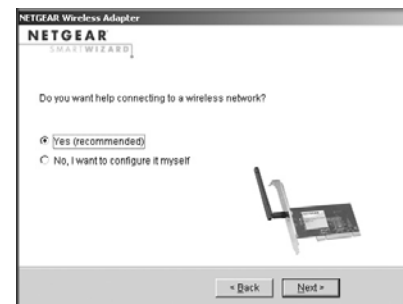 NETGEAR Wireless Adapter
NETGEAR
SMARTWIZARD
Do you want help connecting to a wireless network?
Yes (recommended)
No, I want to configure it myself
< Back
Next >